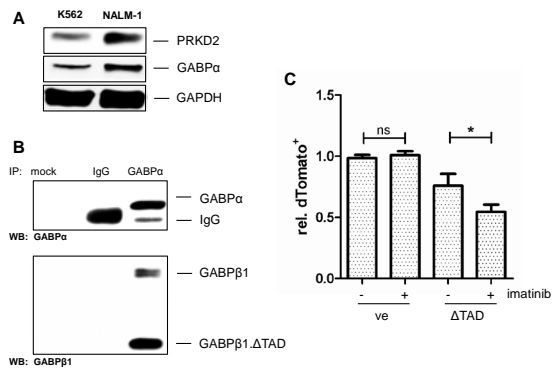 A
K562 NALM-1
PRKD2
GABPα
GAPDH
B
IP: mock IgG GABPα
GABPα
IgG
WB: GABPα
GABPβ1
GABPβ1.ΔTAD
WB: GABPβ1
C
rel. dTomato+
1.5
1.0
0.5
0.0
ns
*
- + - + imatinib
ve ΔTAD